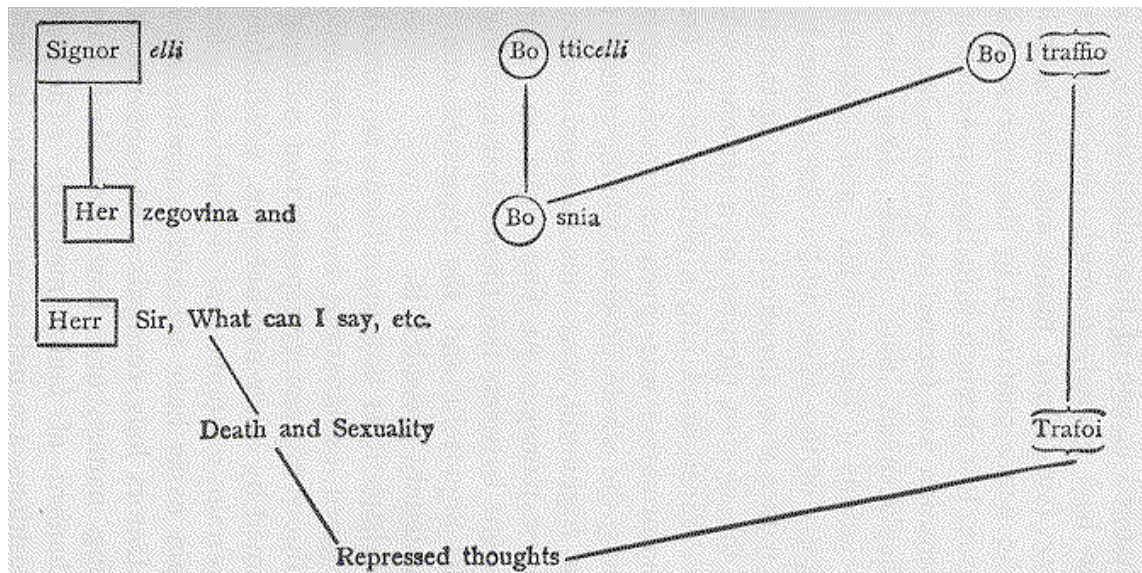 Signor elli Bo tticelli Bo l traffio
Her zegovina and Bo snia
Herr Sir, What can I say, etc.
Death and Sexuality Trafoi
Repressed thoughts